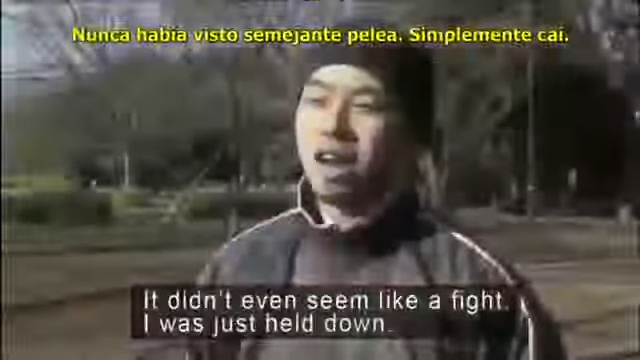 Nunca había visto semejante pelea. Simplemente caí.
It didn't even seem like a fight.
I was just held down.